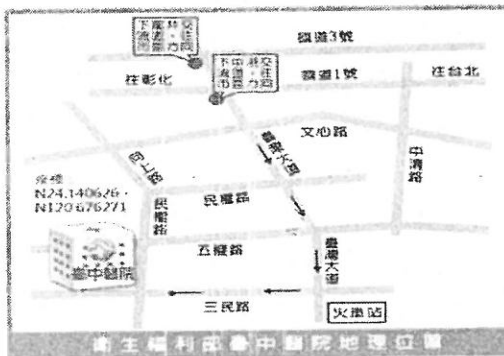 國道3號
往彰化
國道1號
往台北
文心路
臺灣大道
中清路
向上路
座標：
N24.140626，
N120.676271
民權路
民權路
臺中醫院
五權路
臺灣大道
三民路
火車站
衛生福利部臺中醫院地理位置